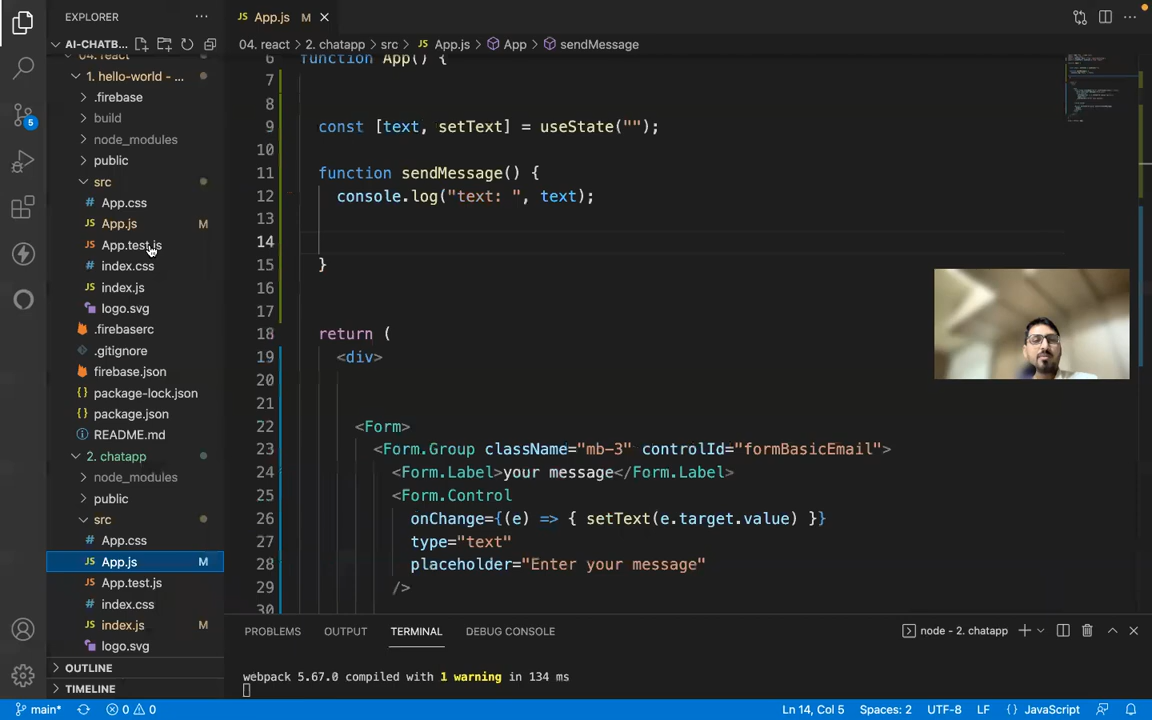 EXPLORER
App.js M
AI-CHATB...
04. react > 2. chatapp > src > App.js > App > sendMessage
04. react
1. hello-world - ...
.firebase
build
node_modules
public
src
App.css
App.js M
App.test.js
index.css
index.js
logo.svg
.firebaserc
.gitignore
firebase.json
package-lock.json
package.json
README.md
2. chatapp
node_modules
public
src
App.css
App.js M
App.test.js
index.css
index.js M
logo.svg
OUTLINE
TIMELINE
5
6 function App() {
7
8
9 const [text, setText] = useState("");
10
11 function sendMessage() {
12 console.log("text: ", text);
13
14
15 }
16
17
18 return (
19 <div>
20
21
22 <Form>
23 <Form.Group className="mb-3" controlId="formBasicEmail">
24 <Form.Label>your message</Form.Label>
25 <Form.Control
26 onChange={(e) => { setText(e.target.value) }}
27 type="text"
28 placeholder="Enter your message"
29 />
30
PROBLEMS OUTPUT TERMINAL DEBUG CONSOLE node - 2. chatapp
webpack 5.67.0 compiled with 1 warning in 134 ms
main* 0 0 Ln 14, Col 5 Spaces: 2 UTF-8 LF {} JavaScript